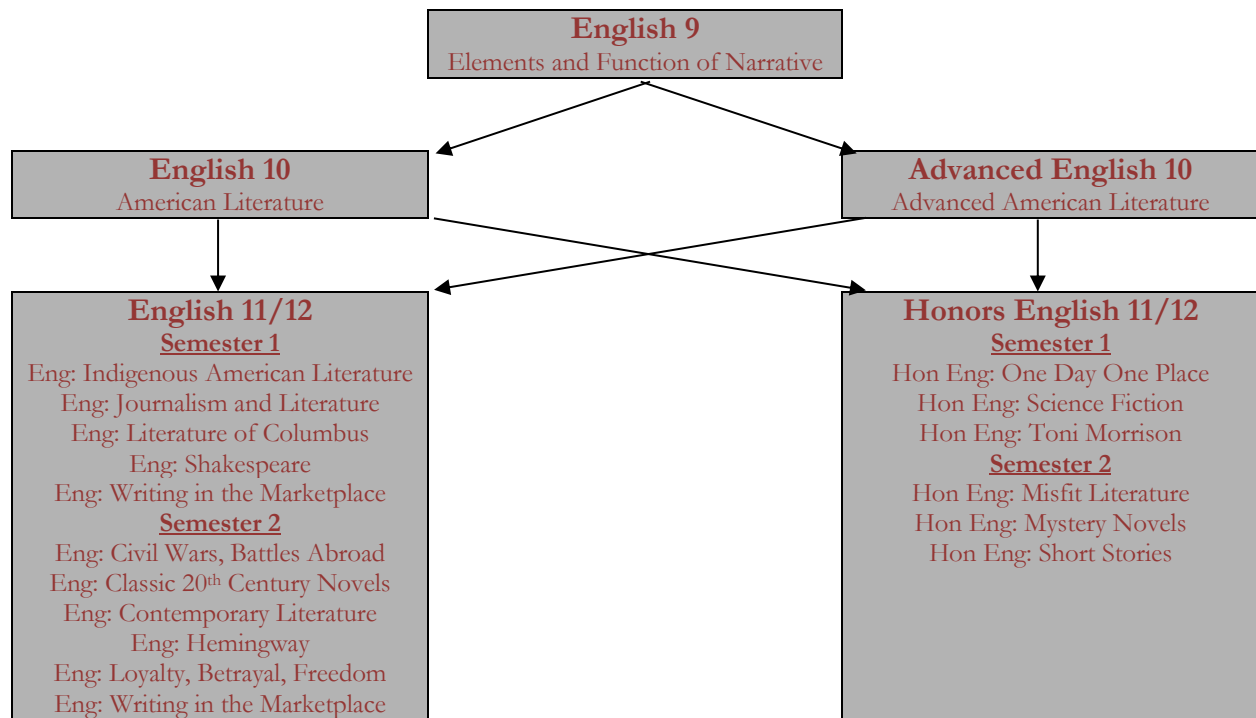 English 9
Elements and Function of Narrative
English 10
American Literature
Advanced English 10
Advanced American Literature
English 11/12
Semester 1
Eng: Indigenous American Literature
Eng: Journalism and Literature
Eng: Literature of Columbus
Eng: Shakespeare
Eng: Writing in the Marketplace
Semester 2
Eng: Civil Wars, Battles Abroad
Eng: Classic 20th Century Novels
Eng: Contemporary Literature
Eng: Hemingway
Eng: Loyalty, Betrayal, Freedom
Eng: Writing in the Marketplace
Honors English 11/12
Semester 1
Hon Eng: One Day One Place
Hon Eng: Science Fiction
Hon Eng: Toni Morrison
Semester 2
Hon Eng: Misfit Literature
Hon Eng: Mystery Novels
Hon Eng: Short Stories